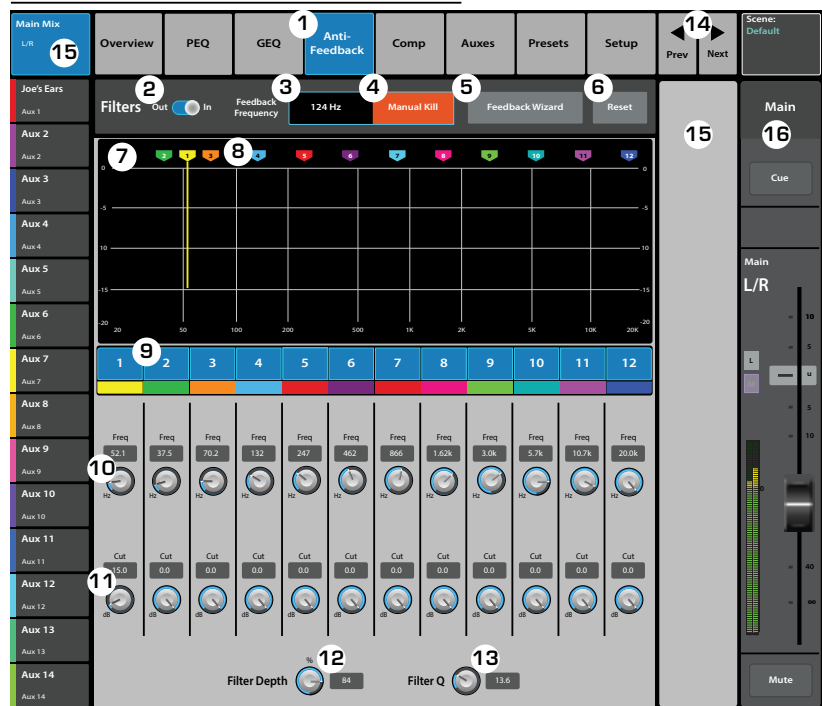 Main Mix
L/R
15
Overview
PEQ
GEQ
1
Anti-
Feedback
Comp
Auxes
Presets
Setup
14
Prev
Next
Scene:
Default
Joe's Ears
Aux 1
Aux 2
Aux 2
Aux 3
Aux 3
Aux 4
Aux 4
Aux 5
Aux 5
Aux 6
Aux 6
Aux 7
Aux 7
Aux 8
Aux 8
Aux 9
Aux 9
Aux 10
Aux 10
Aux 11
Aux 11
Aux 12
Aux 12
Aux 13
Aux 13
Aux 14
Aux 14
2
Filters
Out
In
3
Feedback
Frequency
124 Hz
4
Manual Kill
5
Feedback Wizard
6
Reset
7
8
2 1 3 4 5 6 7 8 9 10 11 12
0 0
-5 -5
10 10
-15 -15
-20 -20
20 50 100 200 500 1K 2K 5K 10K 20K
9
1 2 3 4 5 6 7 8 9 10 11 12
Freq Freq Freq Freq Freq Freq Freq Freq Freq Freq Freq Freq
52.1 37.5 70.2 132 247 462 866 1.62k 3.0k 5.7k 10.7k 20.0k
10
Hz Hz Hz Hz Hz Hz Hz Hz Hz Hz Hz Hz
Cut Cut Cut Cut Cut Cut Cut Cut Cut Cut Cut Cut
-15.0 0.0 0.0 0.0 0.0 0.0 0.0 0.0 0.0 0.0 0.0 0.0
11
dB dB dB dB dB dB dB dB dB dB dB dB
12
%
Filter Depth
84
13
Filter Q
13.6
15
Main
16
Cue
Main
L/R
10
5
L
u
M
5
10
0
40
∞
Mute